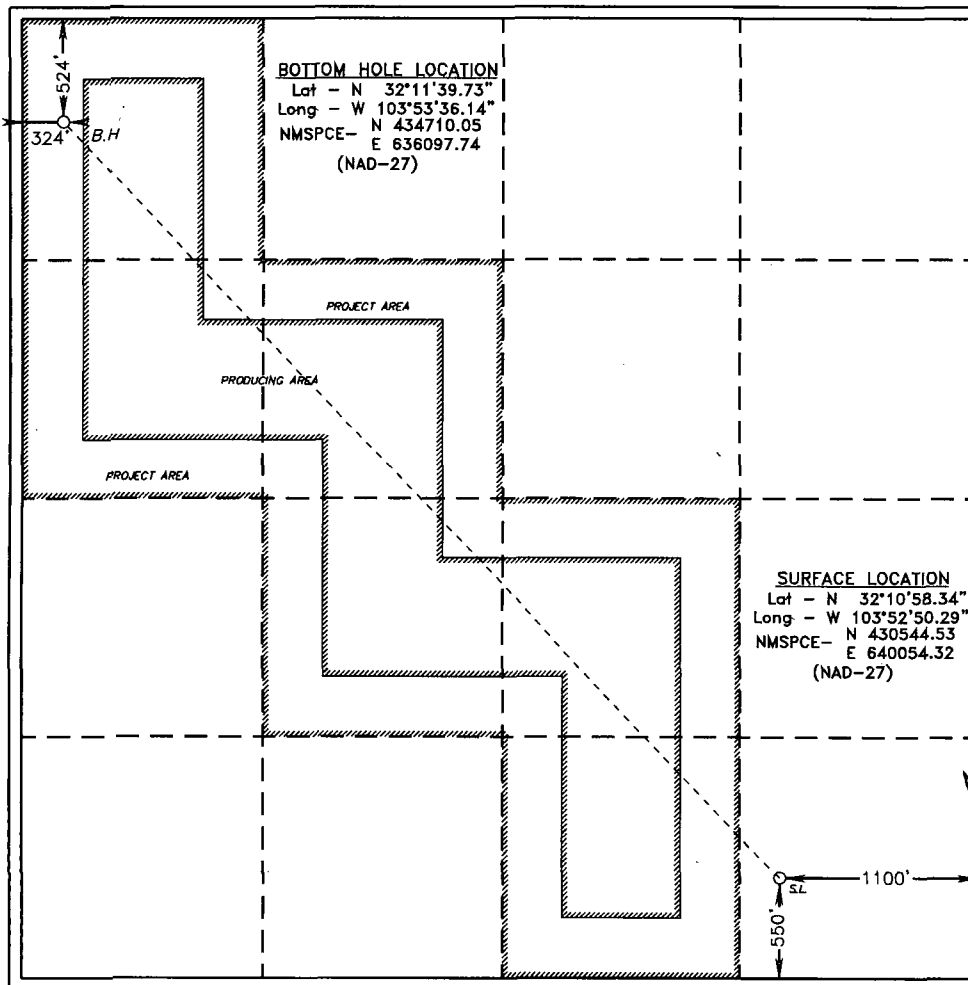 524'
324'
B.H
BOTTOM HOLE LOCATION
Lat - N 32°11'39.73"
Long - W 103°53'36.14"
NMSPCE- N 434710.05
E 636097.74
(NAD-27)
PROJECT AREA
PRODUCING AREA
PROJECT AREA
SURFACE LOCATION
Lat - N 32°10'58.34"
Long - W 103°52'50.29"
NMSPCE- N 430544.53
E 640054.32
(NAD-27)
S.L.
1100'
550'